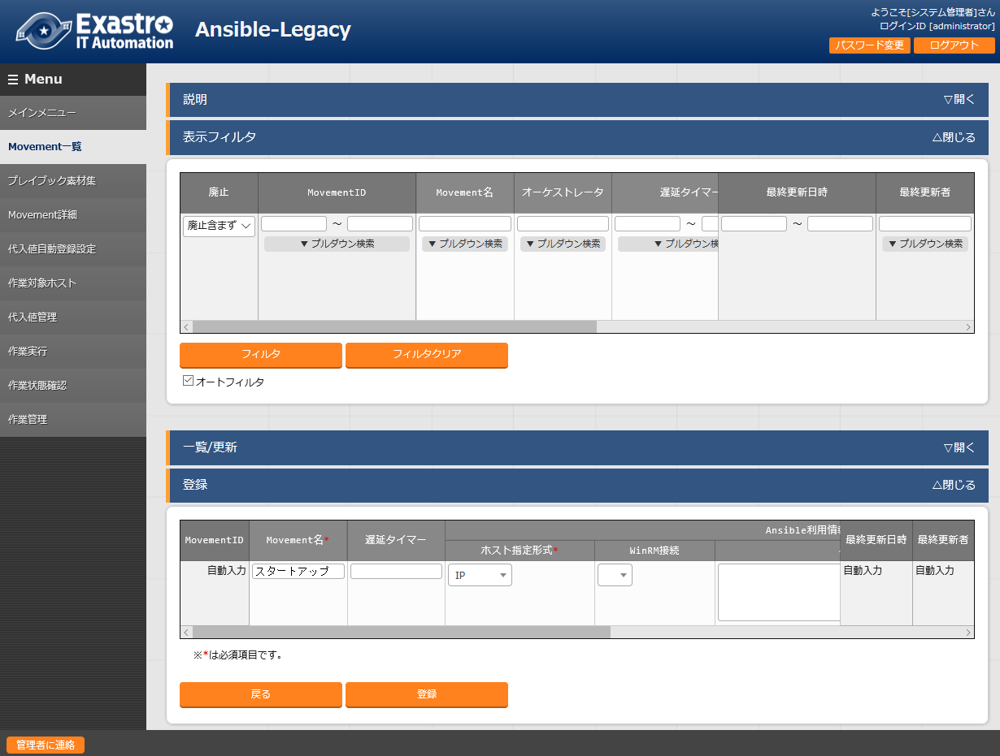 Exastro
IT Automation
Ansible-Legacy
ようこそ[システム管理者]さん
ログインID [administrator]
パスワード変更
ログアウト
Menu
メインメニュー
Movement一覧
プレイブック素材集
Movement詳細
代入値自動登録設定
作業対象ホスト
代入値管理
作業実行
作業状態確認
作業管理
説明 ▽開く
表示フィルタ △閉じる
廃止 MovementID Movement名 オーケストレータ 遅延タイマー 最終更新日時 最終更新者
廃止含まず ～ ～ ～
▼プルダウン検索 ▼プルダウン検索 ▼プルダウン検索 ▼プルダウン検 ▼プルダウン検索
フィルタ フィルタクリア
オートフィルタ
一覧/更新 ▽開く
登録 △閉じる
Ansible利用情報
MovementID Movement名* 遅延タイマー 最終更新日時 最終更新者
ホスト指定形式* WinRM接続
自動入力 スタートアップ IP 自動入力 自動入力
※*は必須項目です。
戻る 登録
管理者に連絡